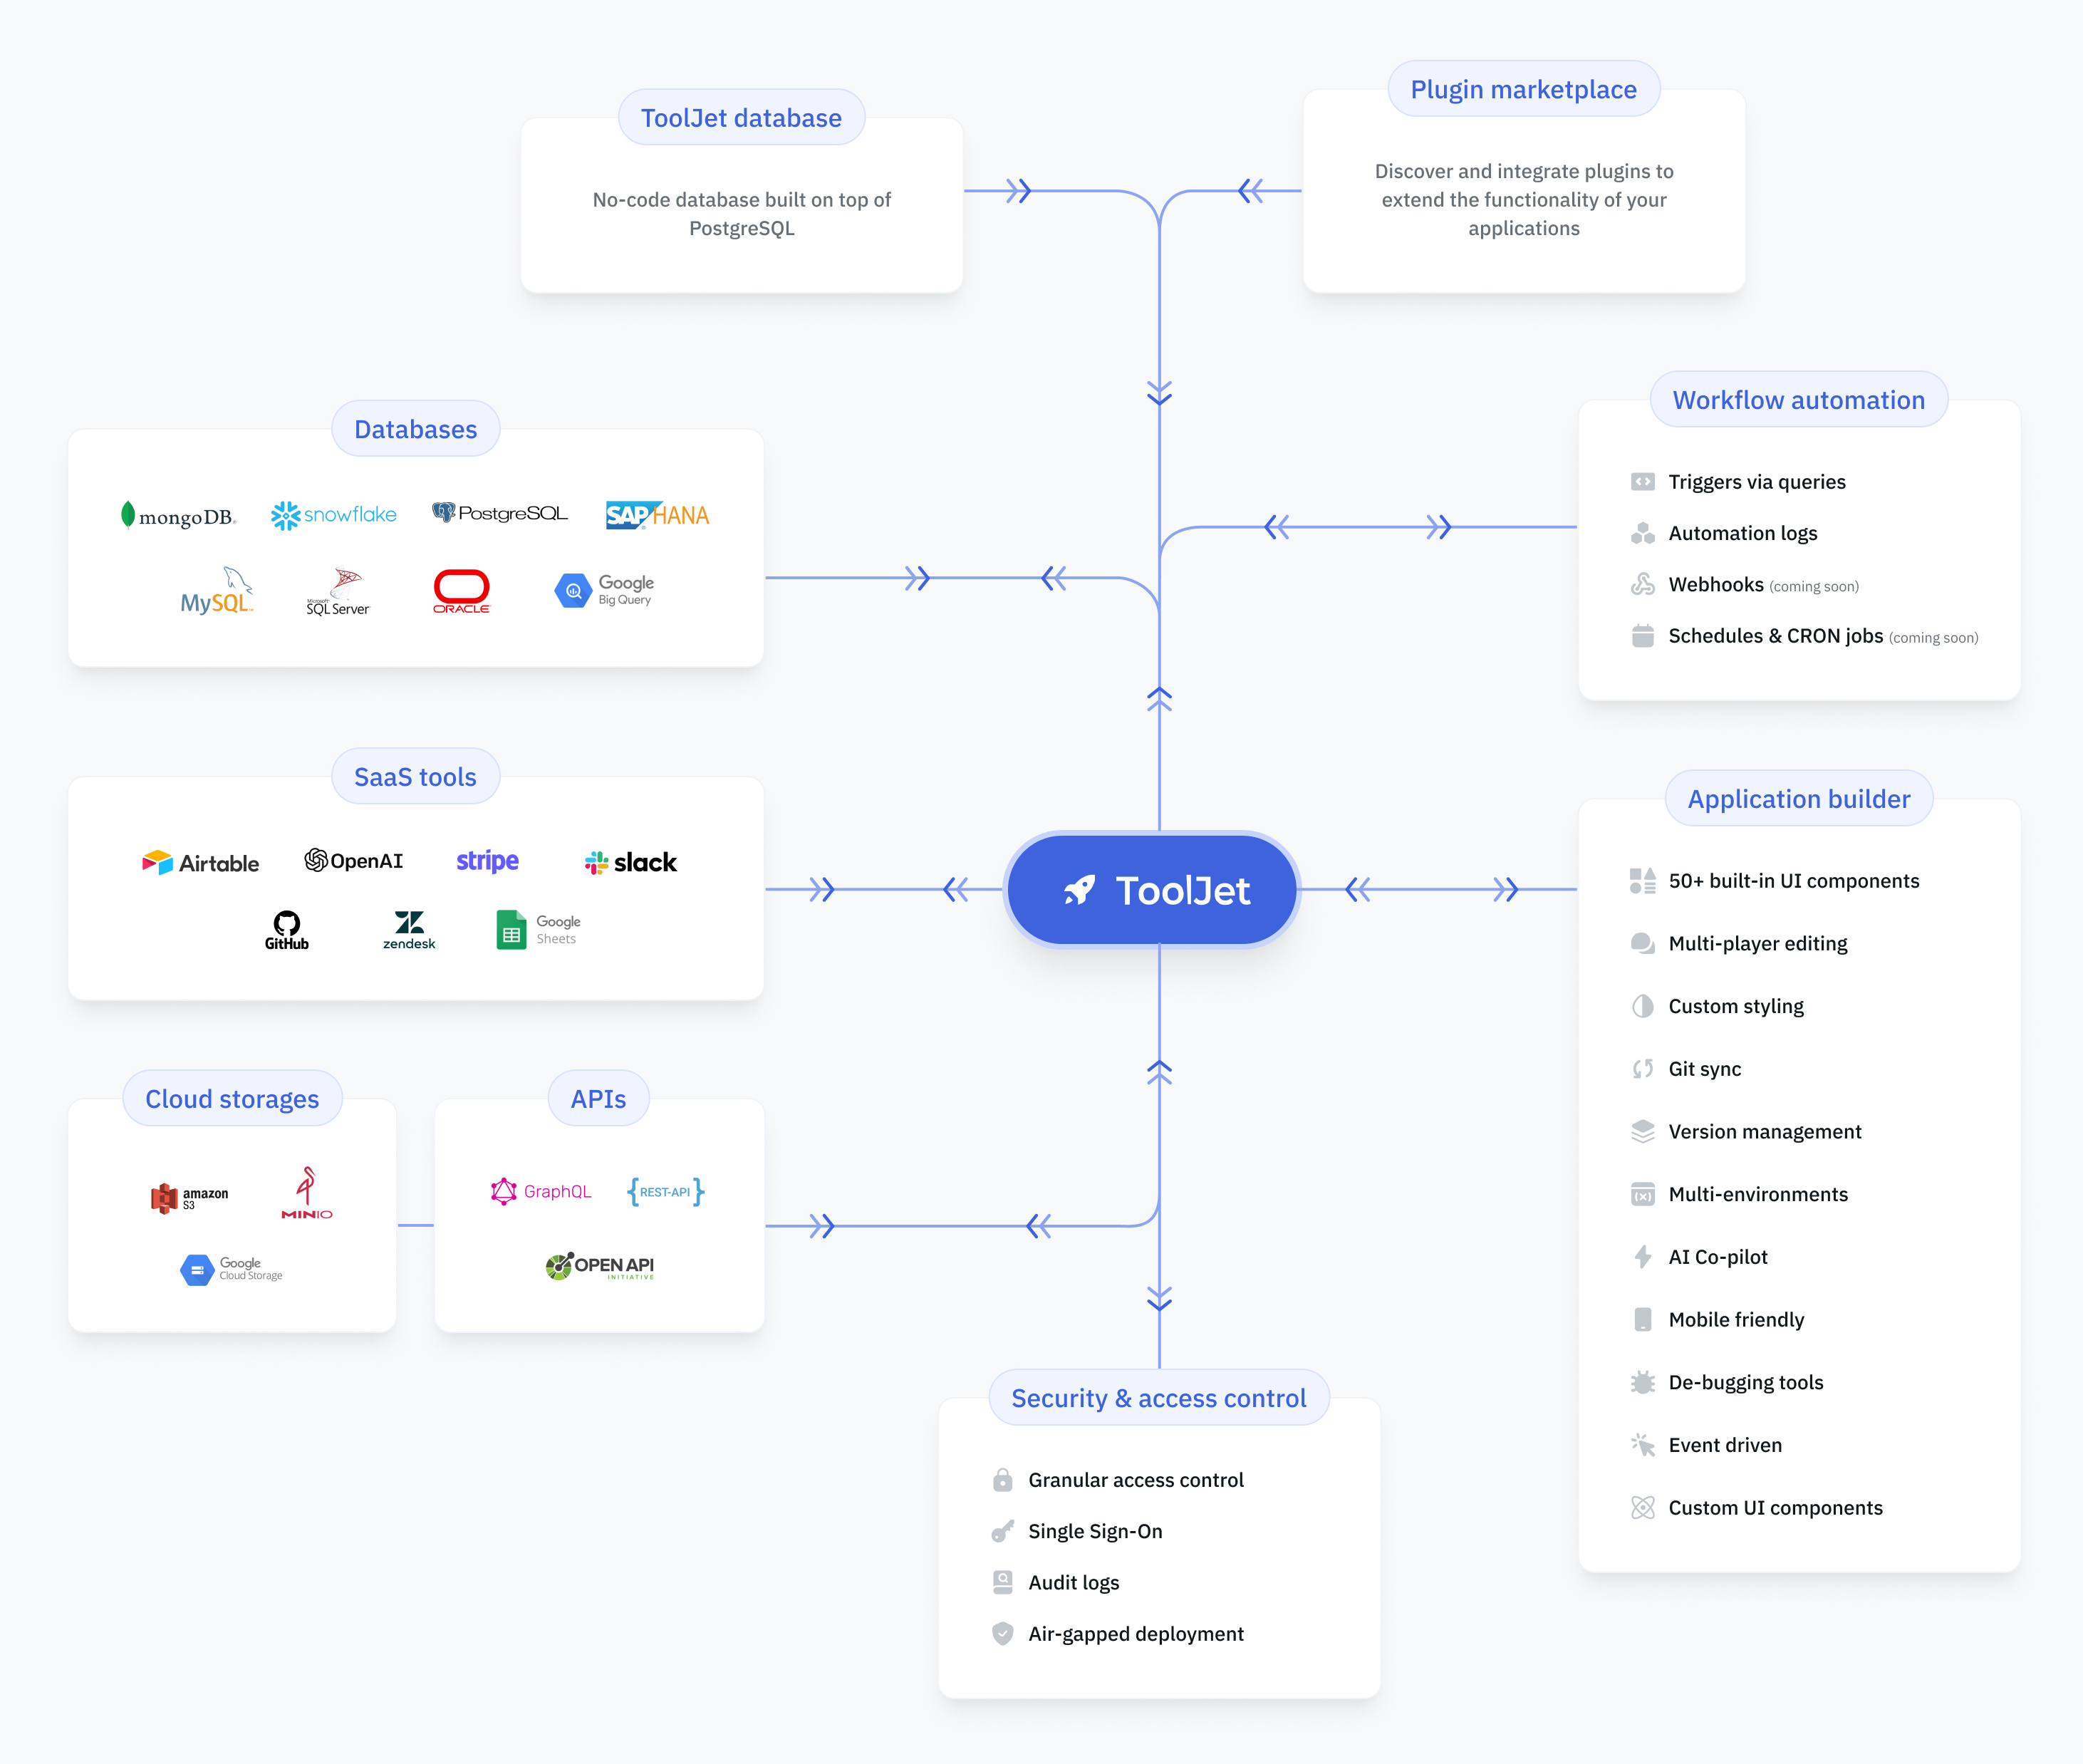 ToolJet database
No-code database built on top of
PostgreSQL
Plugin marketplace
Discover and integrate plugins to
extend the functionality of your
applications
Databases
mongoDB.
snowflake
PostgreSQL
SAP HANA
MySQL™
Microsoft
SQL Server
ORACLE
Google
Big Query
Workflow automation
Triggers via queries
Automation logs
Webhooks (coming soon)
Schedules & CRON jobs (coming soon)
SaaS tools
Airtable
OpenAI
stripe
slack
GitHub
zendesk
Google
Sheets
ToolJet
Application builder
50+ built-in UI components
Multi-player editing
Custom styling
Git sync
Version management
Multi-environments
AI Co-pilot
Mobile friendly
De-bugging tools
Event driven
Custom UI components
Cloud storages
amazon
S3
MINIO
Google
Cloud Storage
APIs
GraphQL
{REST-API}
OPEN API
INITIATIVE
Security & access control
Granular access control
Single Sign-On
Audit logs
Air-gapped deployment